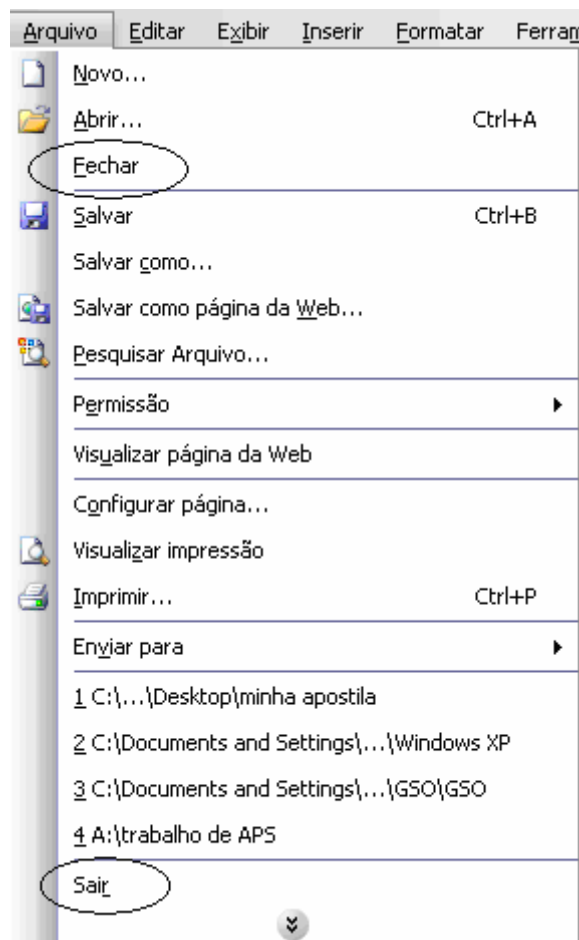 Arquivo Editar Exibir Inserir Formatar Ferram
Novo...
Abrir... Ctrl+A
Fechar
Salvar Ctrl+B
Salvar como...
Salvar como página da Web...
Pesquisar Arquivo...
Permissão
Visualizar página da Web
Configurar página...
Visualizar impressão
Imprimir... Ctrl+P
Enviar para
1 C:\...\Desktop\minha apostila
2 C:\Documents and Settings\...\Windows XP
3 C:\Documents and Settings\...\GSO\GSO
4 A:\trabalho de APS
Sair